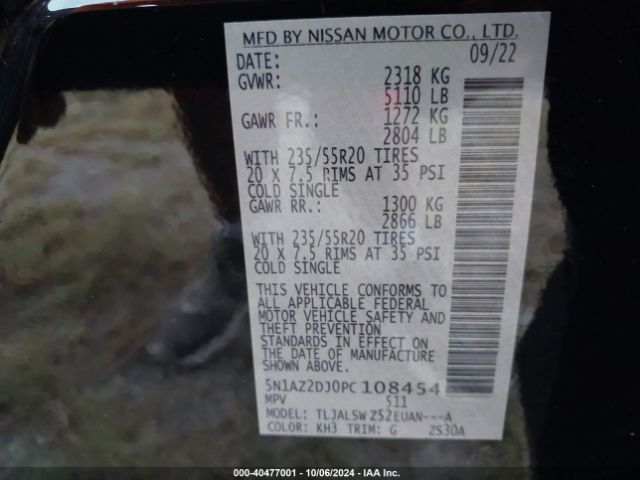 MFD BY NISSAN MOTOR CO., LTD.
DATE: 09/22
GVWR: 2318 KG
5110 LB
GAWR FR.: 1272 KG
2804 LB
WITH 235/55R20 TIRES
20 X 7.5 RIMS AT 35 PSI
COLD SINGLE
GAWR RR.: 1300 KG
2866 LB
WITH 235/55R20 TIRES
20 X 7.5 RIMS AT 35 PSI
COLD SINGLE
THIS VEHICLE CONFORMS TO
ALL APPLICABLE FEDERAL
MOTOR VEHICLE SAFETY AND
THEFT PREVENTION
STANDARDS IN EFFECT ON
THE DATE OF MANUFACTURE
SHOWN ABOVE.
5N1AZ2DJ0PC108454
MPV 511
MODEL: TLJALSW Z52EUAN---A
COLOR: KH3 TRIM: G ZS30A
000-40477001 | 10/06/2024 | IAA Inc.